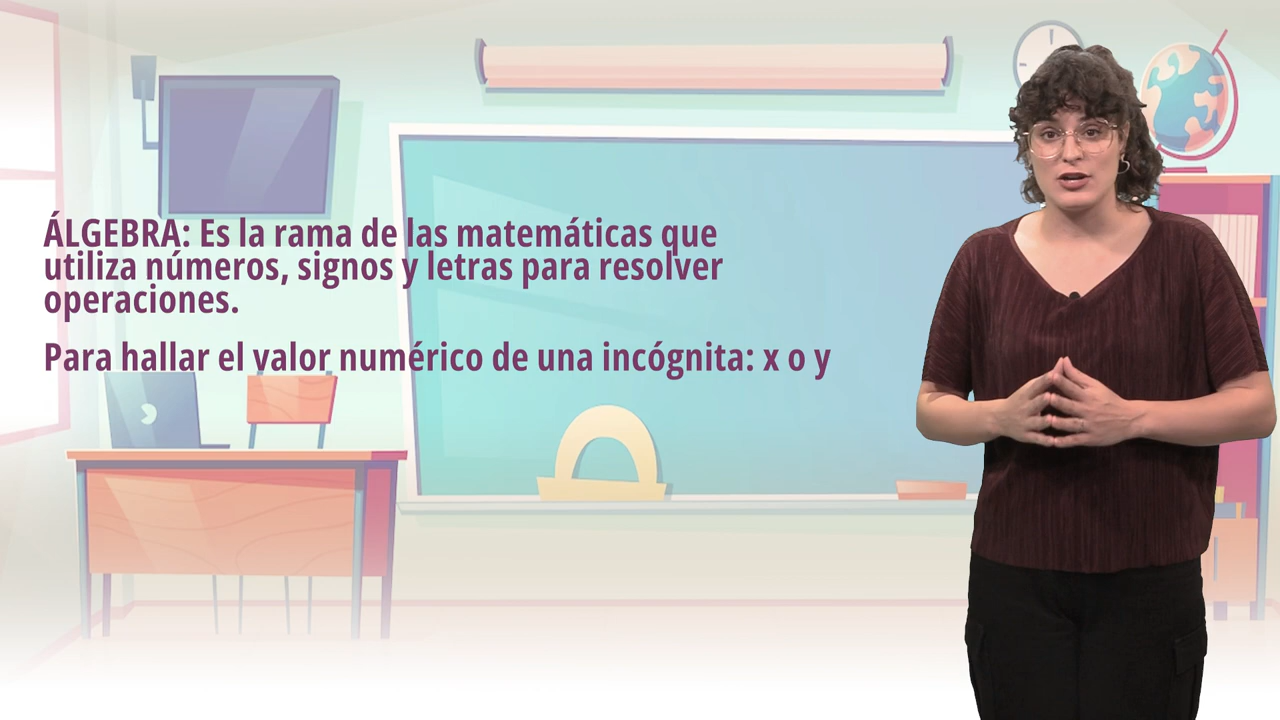 ÁLGEBRA: Es la rama de las matemáticas que
utiliza números, signos y letras para resolver
operaciones.
Para hallar el valor numérico de una incógnita: x o y